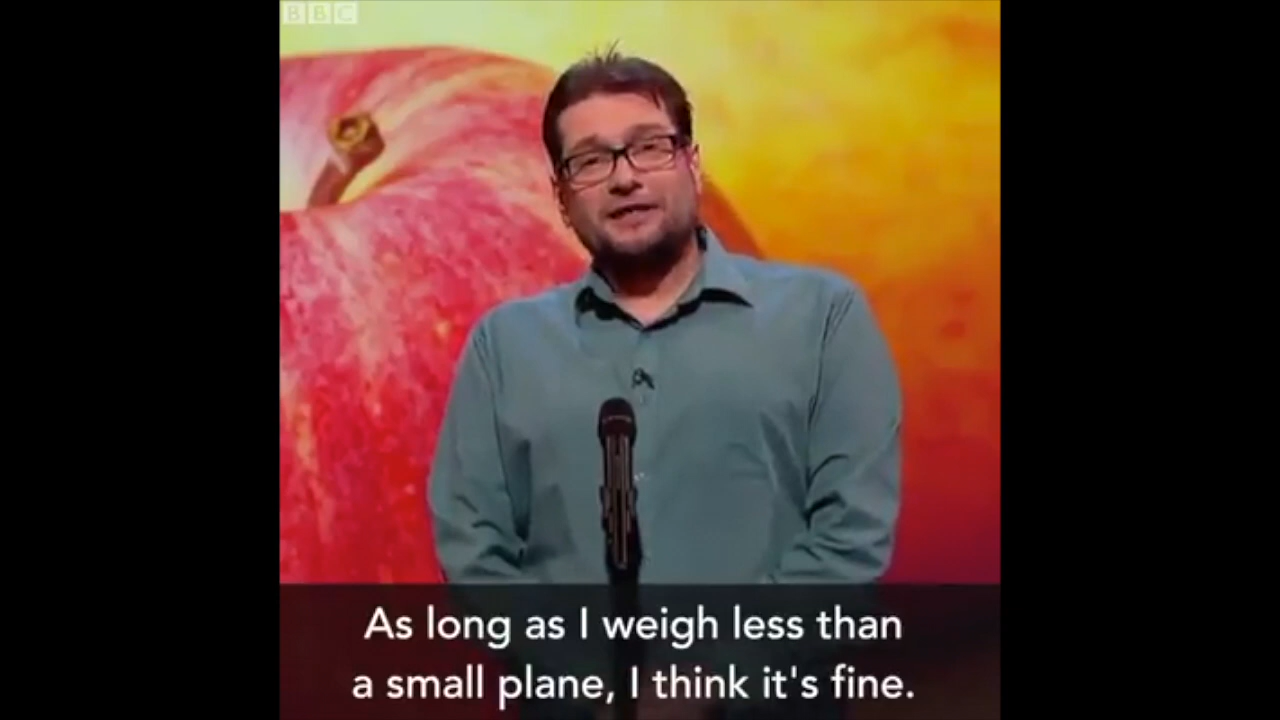 BBC
As long as I weigh less than
a small plane, I think it's fine.